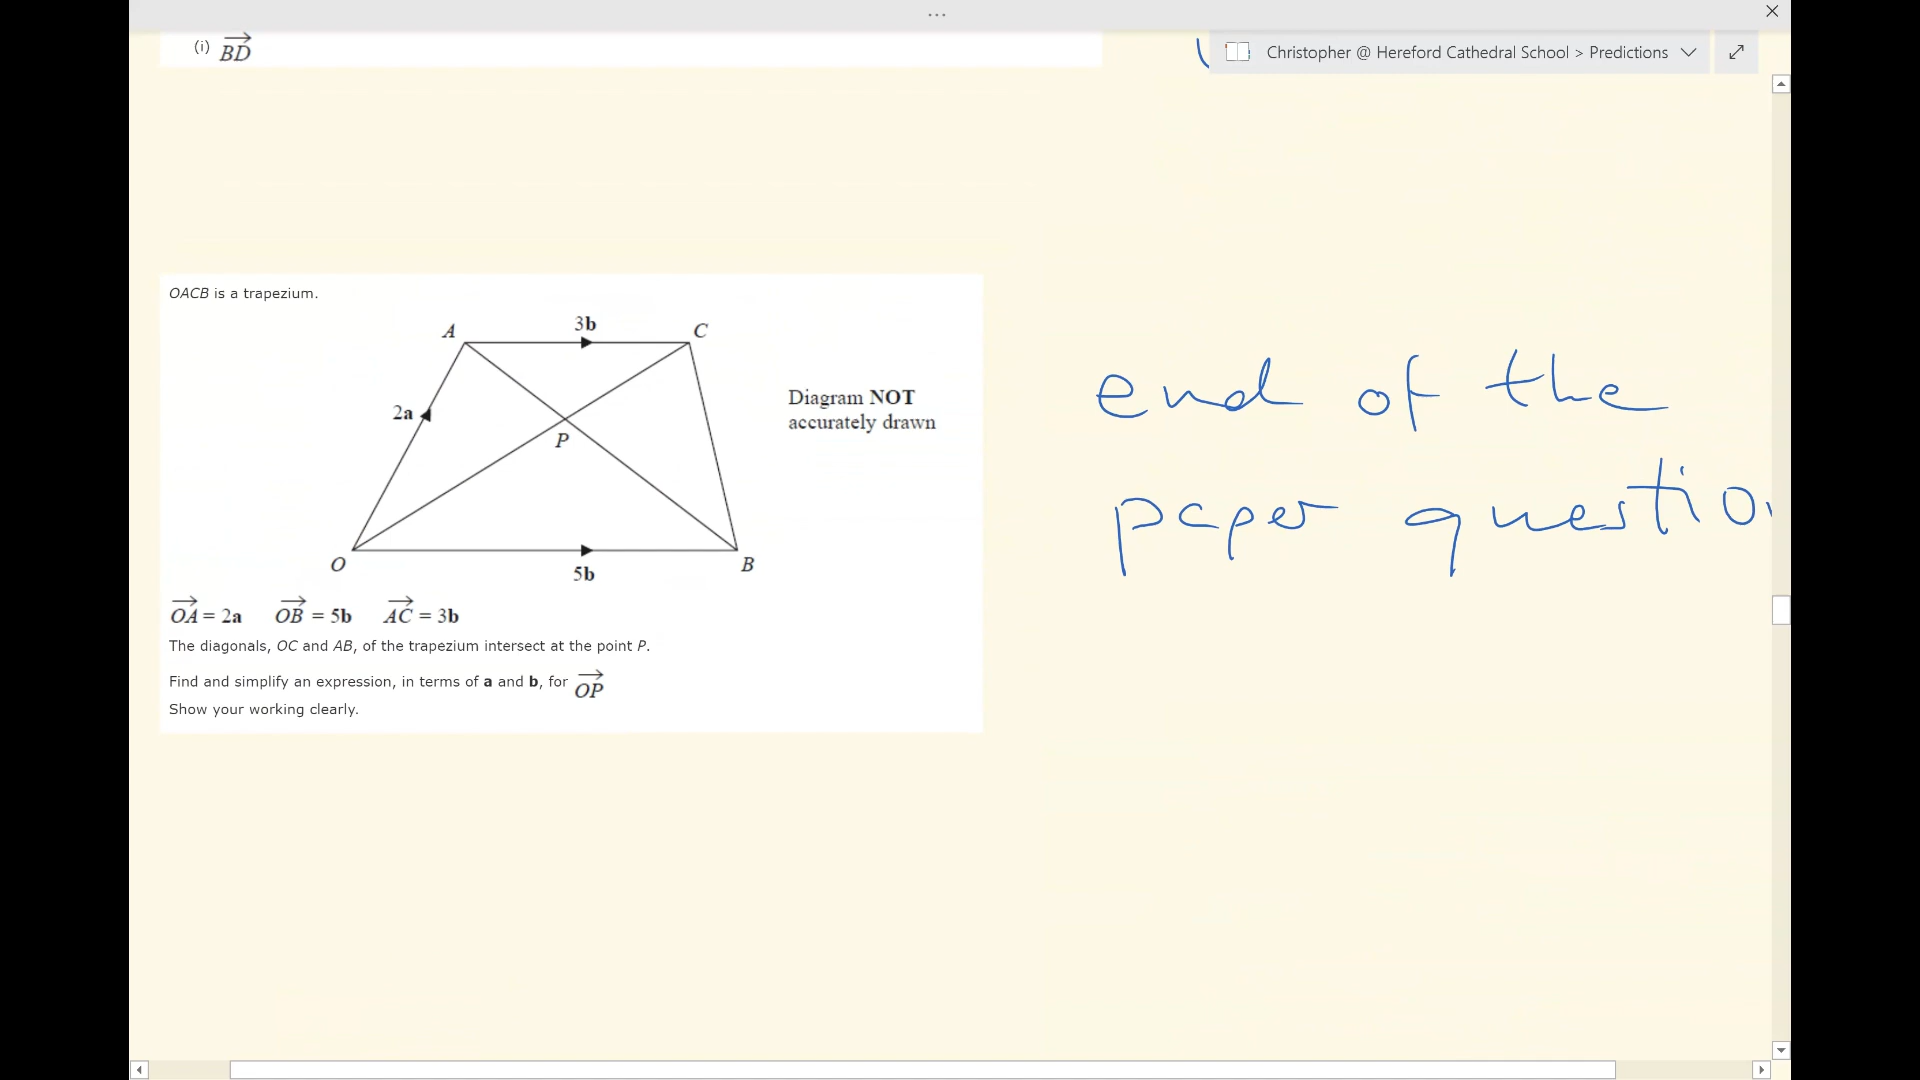 ...
(i) BD
Christopher @ Hereford Cathedral School > Predictions
OACB is a trapezium.
A
3b
C
2a
P
Diagram NOT
accurately drawn
O
5b
B
OA = 2a OB = 5b AC = 3b
The diagonals, OC and AB, of the trapezium intersect at the point P.
Find and simplify an expression, in terms of a and b, for OP
Show your working clearly.
end of the
paper questio